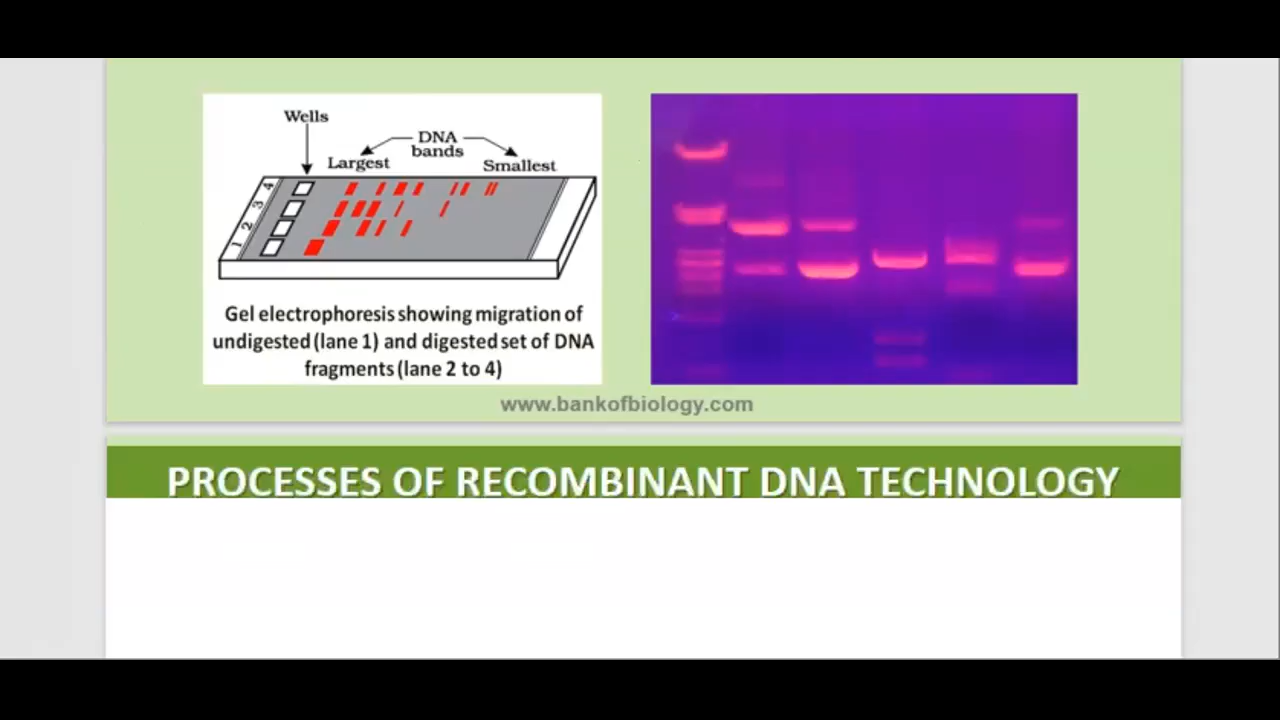 Wells
DNA
bands
Largest
Smallest
4
3
2
1
Gel electrophoresis showing migration of
undigested (lane 1) and digested set of DNA
fragments (lane 2 to 4)
www.bankofbiology.com
PROCESSES OF RECOMBINANT DNA TECHNOLOGY